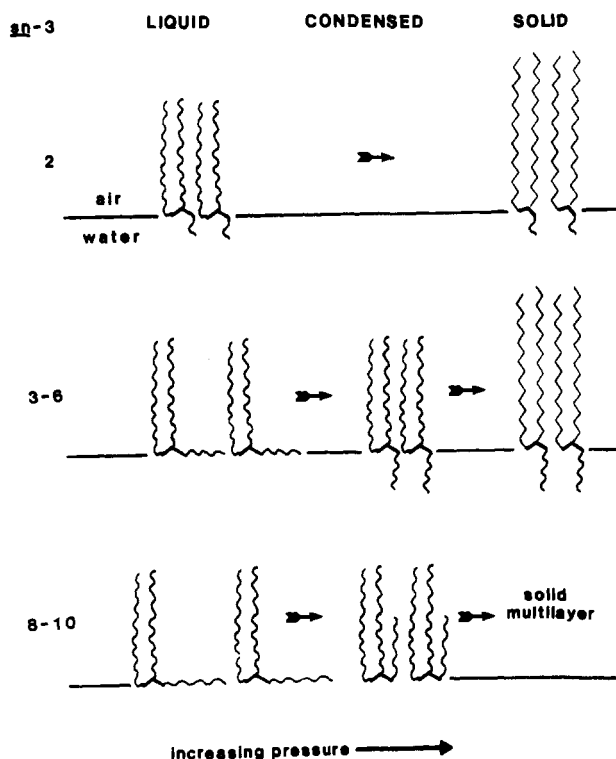 sn-3 LIQUID CONDENSED SOLID
2
air
water
3-6
8-10
solid
multilayer
increasing pressure